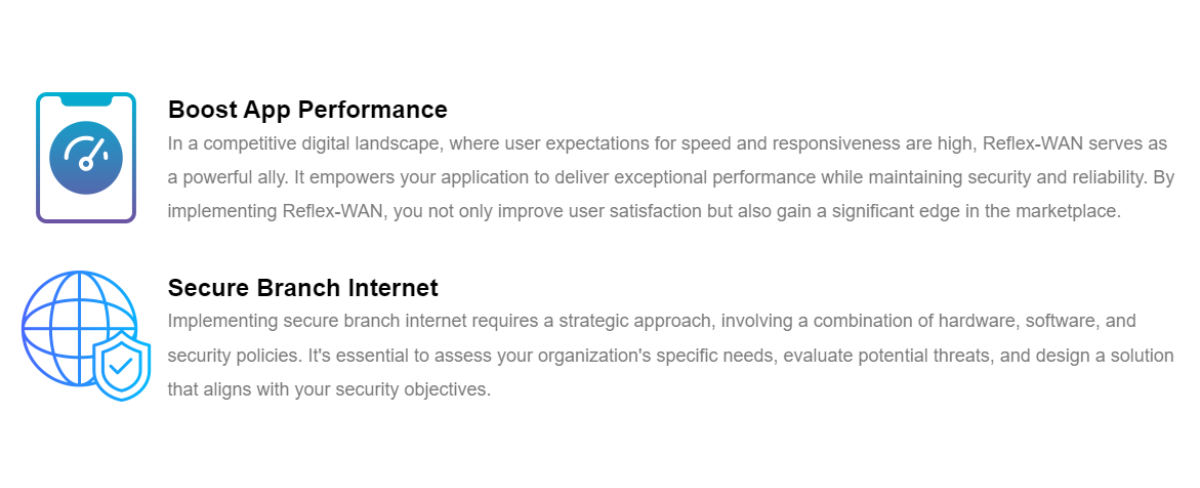 Boost App Performance
In a competitive digital landscape, where user expectations for speed and responsiveness are high, Reflex-WAN serves as
a powerful ally. It empowers your application to deliver exceptional performance while maintaining security and reliability. By
implementing Reflex-WAN, you not only improve user satisfaction but also gain a significant edge in the marketplace.
Secure Branch Internet
Implementing secure branch internet requires a strategic approach, involving a combination of hardware, software, and
security policies. It's essential to assess your organization's specific needs, evaluate potential threats, and design a solution
that aligns with your security objectives.